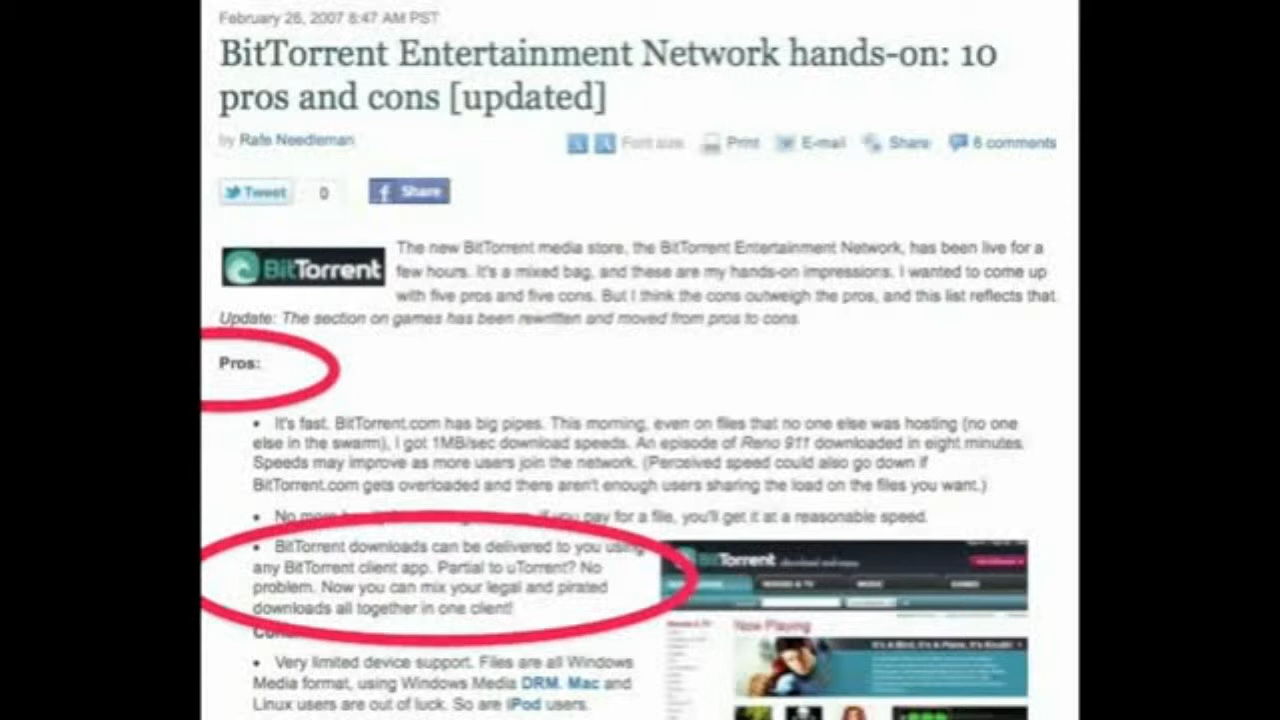 February 26, 2007 8:47 AM PST
BitTorrent Entertainment Network hands-on: 10
pros and cons [updated]
by Rafe Needleman
Font size Print E-mail Share 6 comments
Tweet 0 Share
BitTorrent
The new BitTorrent media store, the BitTorrent Entertainment Network, has been live for a
few hours. It's a mixed bag, and these are my hands-on impressions. I wanted to come up
with five pros and five cons. But I think the cons outweigh the pros, and this list reflects that.
Update: The section on games has been rewritten and moved from pros to cons.
Pros:
• It's fast. BitTorrent.com has big pipes. This morning, even on files that no one else was hosting (no one
else in the swarm), I got 1MB/sec download speeds. An episode of Reno 911 downloaded in eight minutes.
Speeds may improve as more users join the network. (Perceived speed could also go down if
BitTorrent.com gets overloaded and there aren't enough users sharing the load on the files you want.)
• No more if you pay for a file, you'll get it at a reasonable speed.
• BitTorrent downloads can be delivered to you using
any BitTorrent client app. Partial to uTorrent? No
problem. Now you can mix your legal and pirated
downloads all together in one client!
• Very limited device support. Files are all Windows
Media format, using Windows Media DRM. Mac and
Linux users are out of luck. So are iPod users.
BitTorrent
MUSIC GAMES
Now Playing
It's A Bird, It's A Plane, It's Knuth!